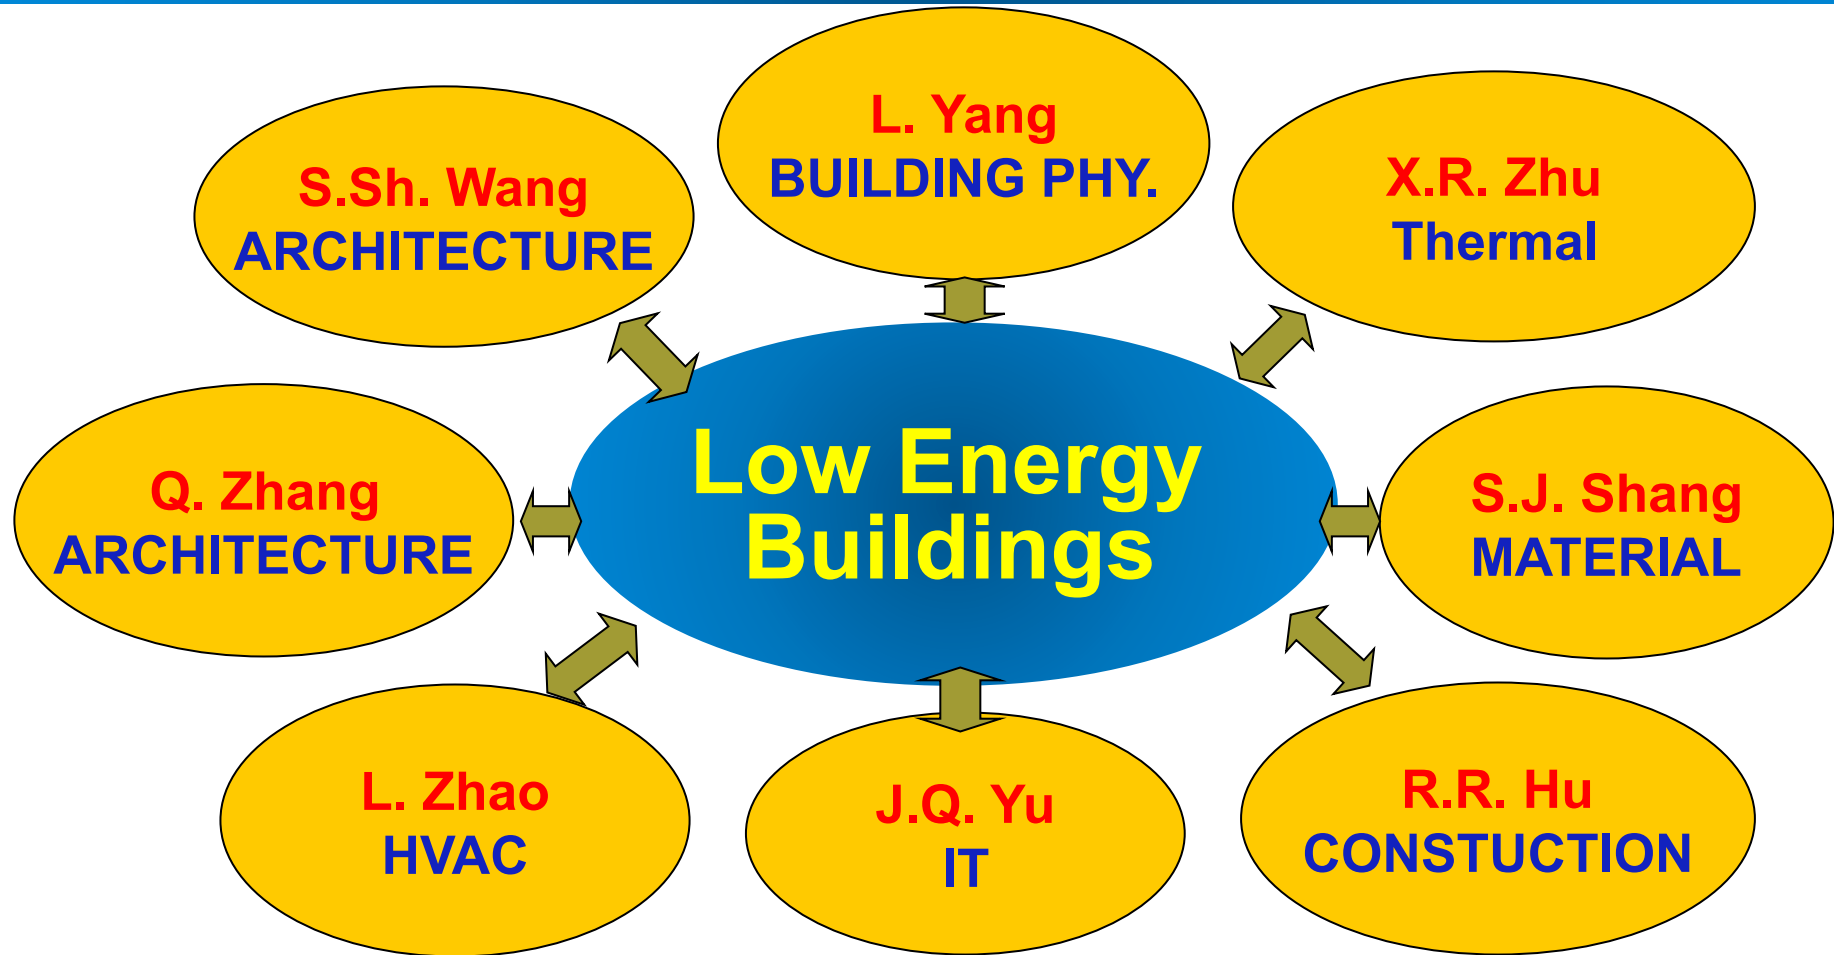 L. Yang
BUILDING PHY.
S.Sh. Wang
ARCHITECTURE
X.R. Zhu
Thermal
Low Energy
Buildings
Q. Zhang
ARCHITECTURE
S.J. Shang
MATERIAL
L. Zhao
HVAC
J.Q. Yu
IT
R.R. Hu
CONSTUCTION